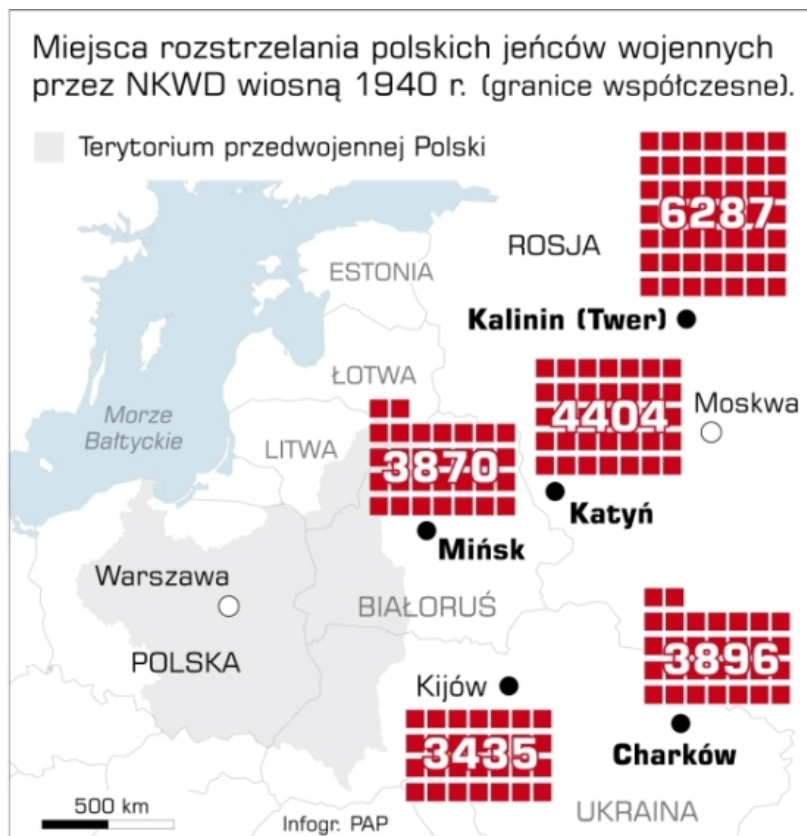 Miejsca rozstrzelania polskich jeńców wojennych
przez NKWD wiosną 1940 r. (granice współczesne).
Terytorium przedwojennej Polski
6287
ROSJA
ESTONIA
Kalinin (Twer)
ŁOTWA
4404
Moskwa
Morze
Bałtyckie
LITWA
3870
Katyń
Mińsk
Warszawa
BIAŁORUŚ
POLSKA
Kijów
3896
3435
Charków
500 km
Infogr. PAP
UKRAINA